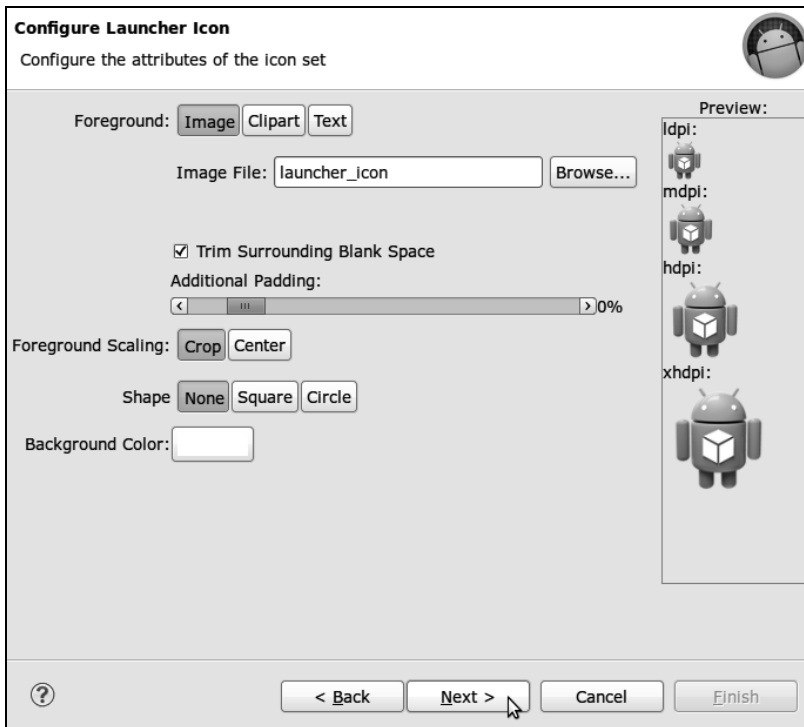 Configure Launcher Icon
Configure the attributes of the icon set
Foreground: Image Clipart Text
Image File: launcher_icon Browse...
Trim Surrounding Blank Space
Additional Padding:
0%
Foreground Scaling: Crop Center
Shape None Square Circle
Background Color:
Preview:
ldpi:
mdpi:
hdpi:
xhdpi:
? < Back Next > Cancel Finish